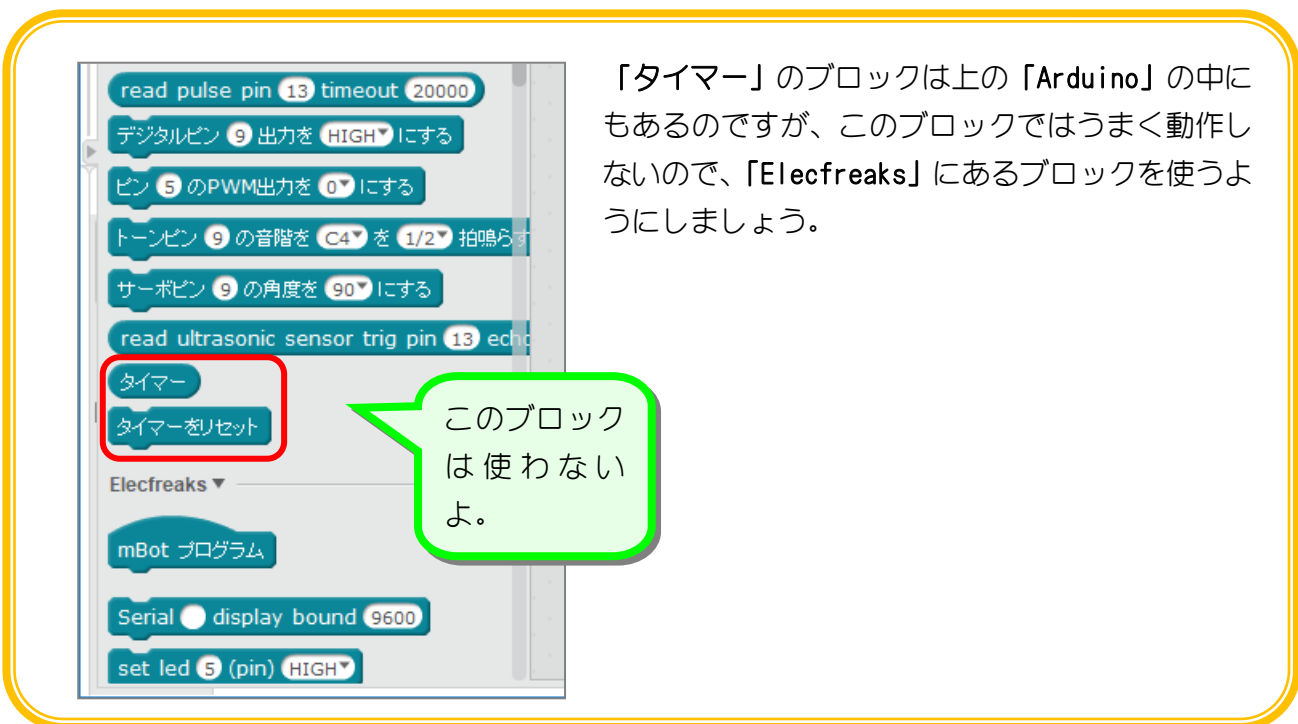 read pulse pin 13 timeout 20000
デジタルピン 9 出力を HIGH▼ にする
ピン 5 のPWM出力を 0▼ にする
トーンピン 9 の音階を C4▼ を 1/2▼ 拍鳴らす
サーボピン 9 の角度を 90▼ にする
read ultrasonic sensor trig pin 13 echo
タイマー
タイマーをリセット
Elecfreaks▼
mBot プログラム
Serial display bound 9600
set led 5 (pin) HIGH▼
このブロック
は使わない
よ。
「タイマー」のブロックは上の「Arduino」の中に
もあるのですが、このブロックではうまく動作し
ないので、「Elecfreaks」にあるブロックを使うよ
うにしましょう。